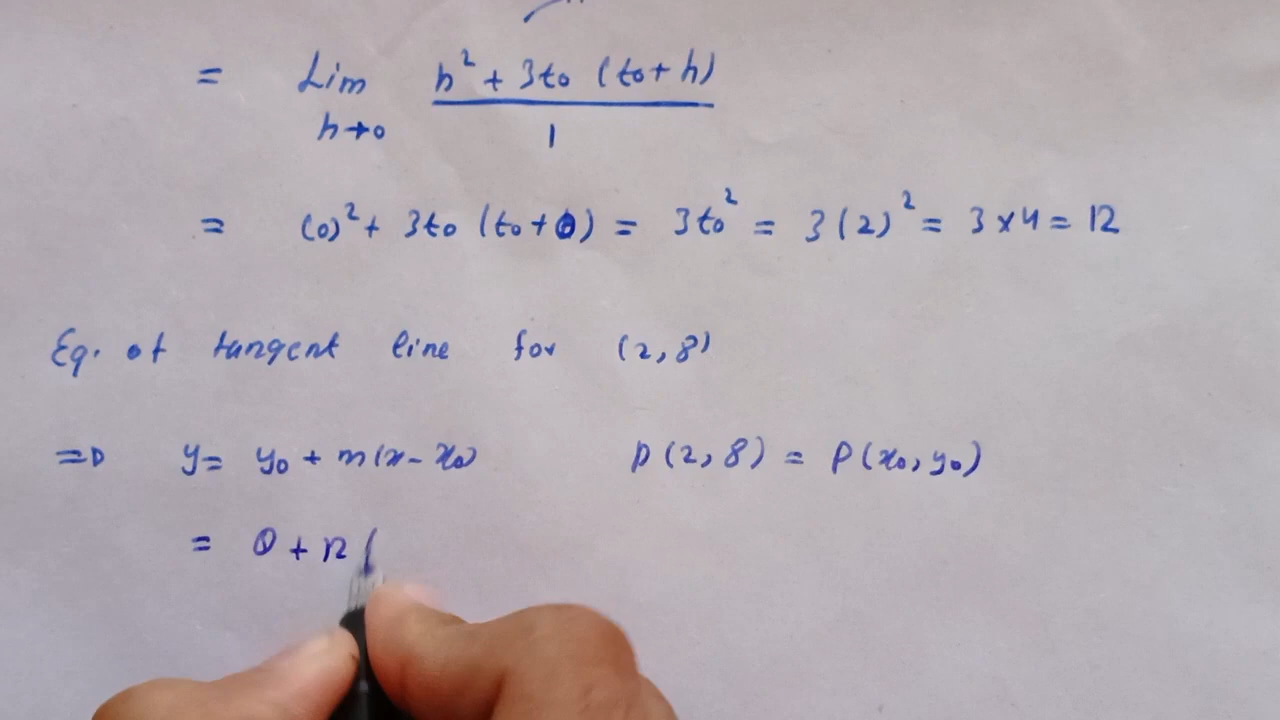 = Lim h² + 3t₀ (t₀+h)
h→0 1
= (0)² + 3t₀ (t₀+0) = 3t₀² = 3(2)² = 3×4 = 12
Eq. of tangent line for (2,8)
⇒ y = y₀ + m(x-x₀) P(2,8) = P(x₀,y₀)
= 8 + 12 (